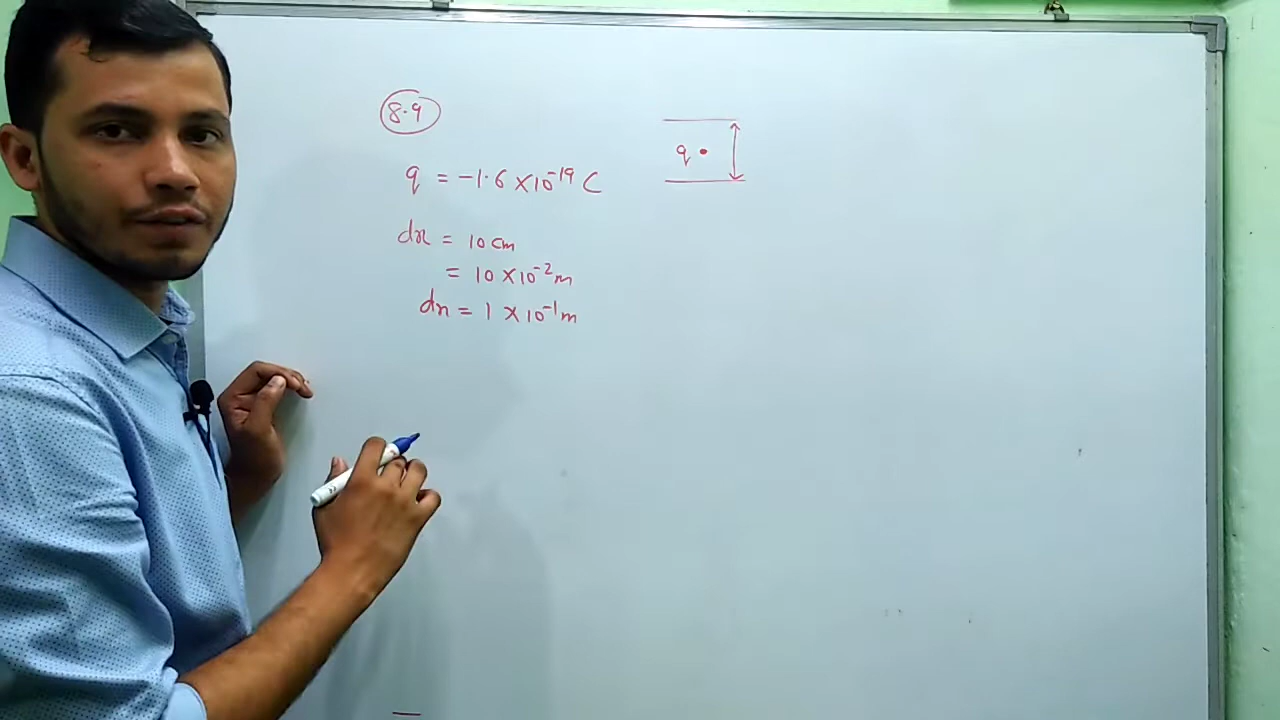 8.9
q = -1.6 ×10⁻¹⁹ C
q
dx = 10 cm
= 10 ×10⁻² m
dx = 1 × 10⁻¹ m